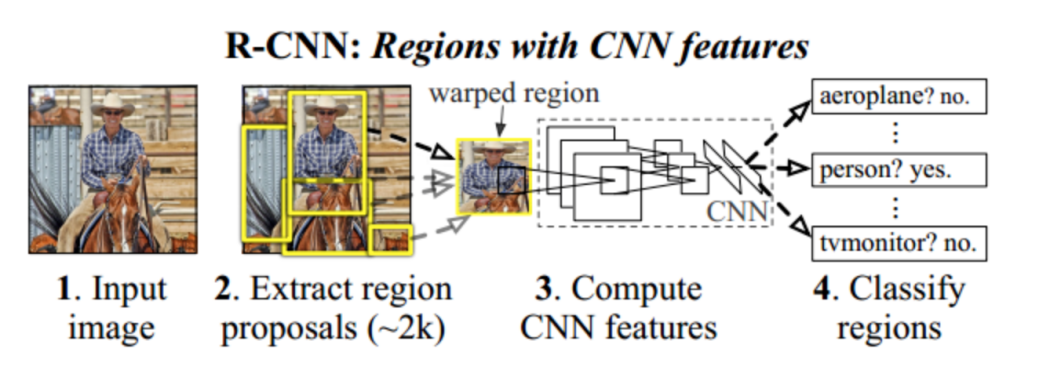 R-CNN: Regions with CNN features
warped region
aeroplane? no.
person? yes.
tvmonitor? no.
CNN
1. Input
image
2. Extract region
proposals (~2k)
3. Compute
CNN features
4. Classify
regions